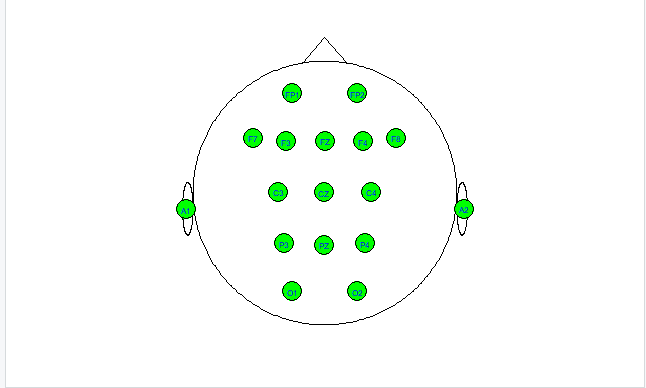 FP1 FP2
F7 F3 FZ F4 F8
C3 CZ C4
A1 A2
P3 PZ P4
O1 O2